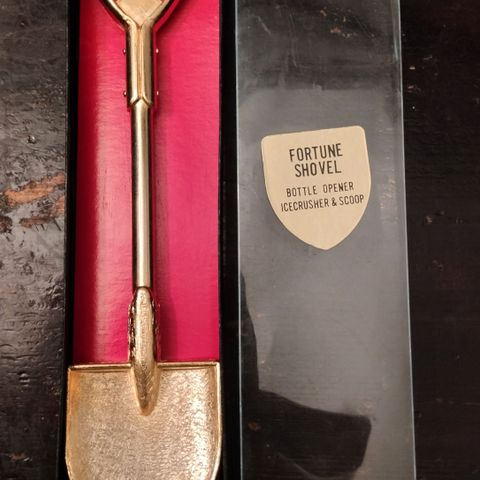 FORTUNE
SHOVEL
BOTTLE OPENER
ICECRUSHER & SCOOP